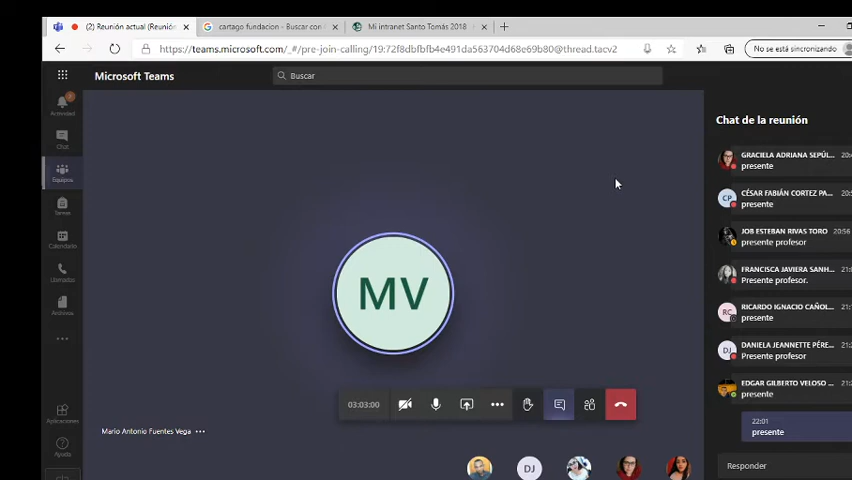 (2) Reunión actual (Reunión
cartago fundacion - Buscar con
Mi intranet Santo Tomás 2018
https://teams.microsoft.com/_#/pre-join-calling/19:72f8dbfbfb4e491da563704d68e69b80@thread.tacv2
No se está sincronizando
Microsoft Teams
Buscar
Actividad
Chat
Equipos
Tareas
Calendario
Llamadas
Archivos
Aplicaciones
Ayuda
MV
03:03:00
Mario Antonio Fuentes Vega
DJ
Chat de la reunión
GRACIELA ADRIANA SEPÚL...
presente
CP
CÉSAR FABIÁN CORTEZ PA...
presente
JOB ESTEBAN RIVAS TORO 20:56
presente profesor
FRANCISCA JAVIERA SANH...
Presente profesor.
RC
RICARDO IGNACIO CAÑOL...
presente
DJ
DANIELA JEANNETTE PÉRE...
Presente profesor
EDGAR GILBERTO VELOSO ...
presente
22:01
presente
Responder